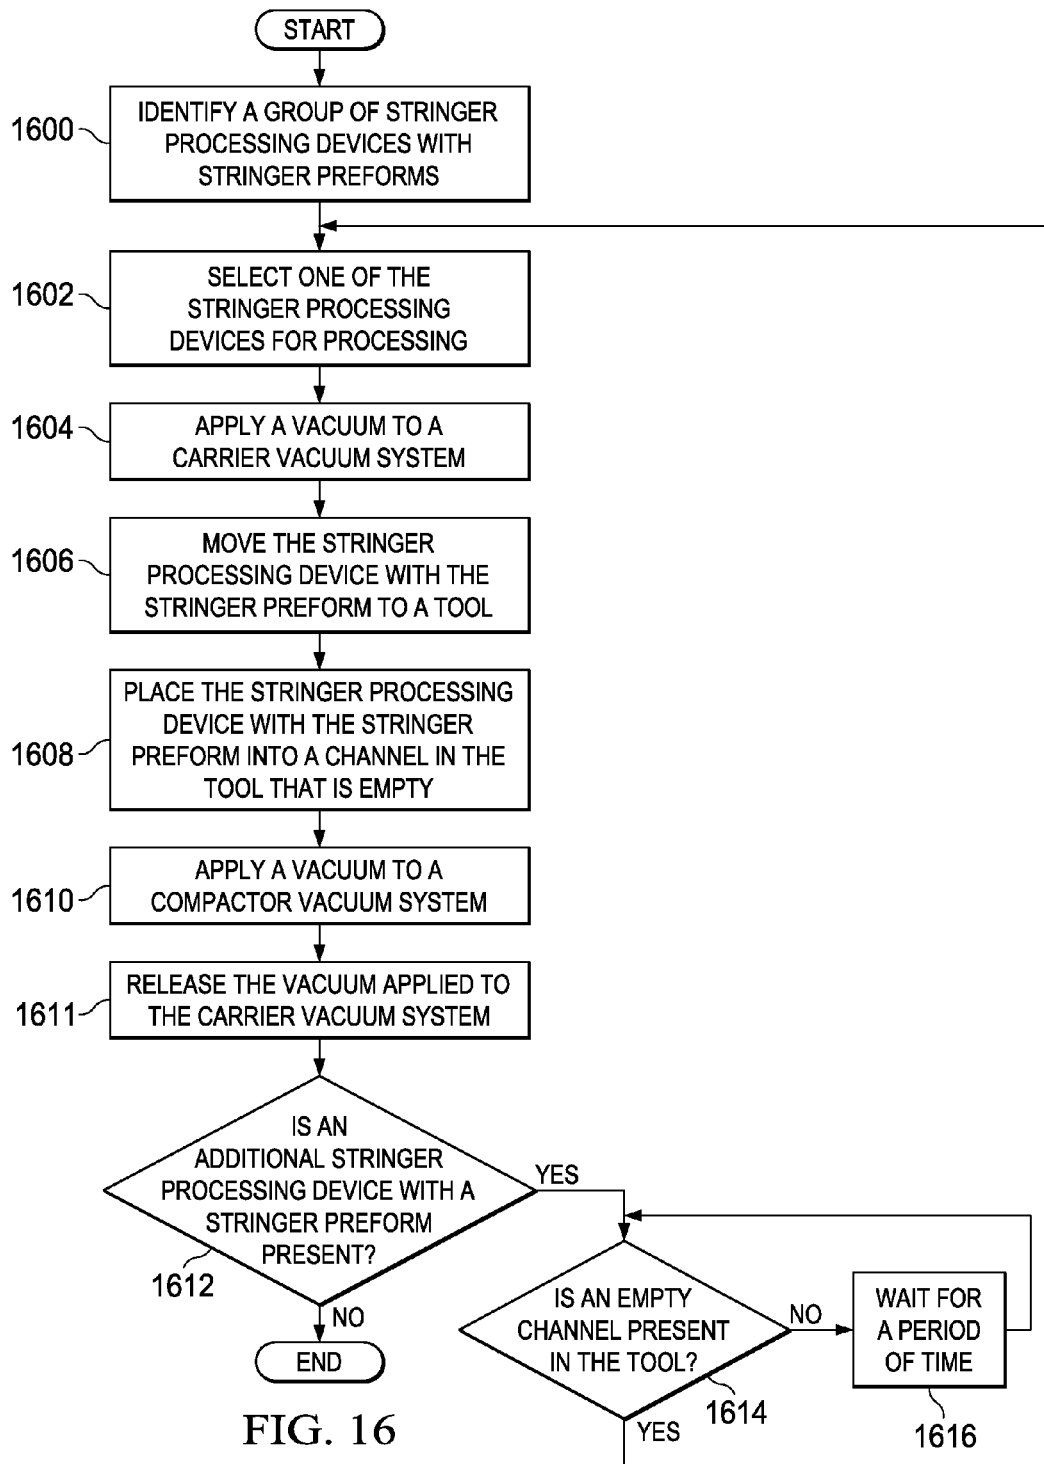 START
1600
IDENTIFY A GROUP OF STRINGER
PROCESSING DEVICES WITH
STRINGER PREFORMS
1602
SELECT ONE OF THE
STRINGER PROCESSING
DEVICES FOR PROCESSING
1604
APPLY A VACUUM TO A
CARRIER VACUUM SYSTEM
1606
MOVE THE STRINGER
PROCESSING DEVICE WITH THE
STRINGER PREFORM TO A TOOL
1608
PLACE THE STRINGER PROCESSING
DEVICE WITH THE STRINGER
PREFORM INTO A CHANNEL IN THE
TOOL THAT IS EMPTY
1610
APPLY A VACUUM TO A
COMPACTOR VACUUM SYSTEM
1611
RELEASE THE VACUUM APPLIED TO
THE CARRIER VACUUM SYSTEM
IS AN
ADDITIONAL STRINGER
PROCESSING DEVICE WITH A
STRINGER PREFORM
PRESENT?
1612
YES
NO
END
IS AN EMPTY
CHANNEL PRESENT
IN THE TOOL?
1614
NO
YES
WAIT FOR
A PERIOD
OF TIME
1616
FIG. 16